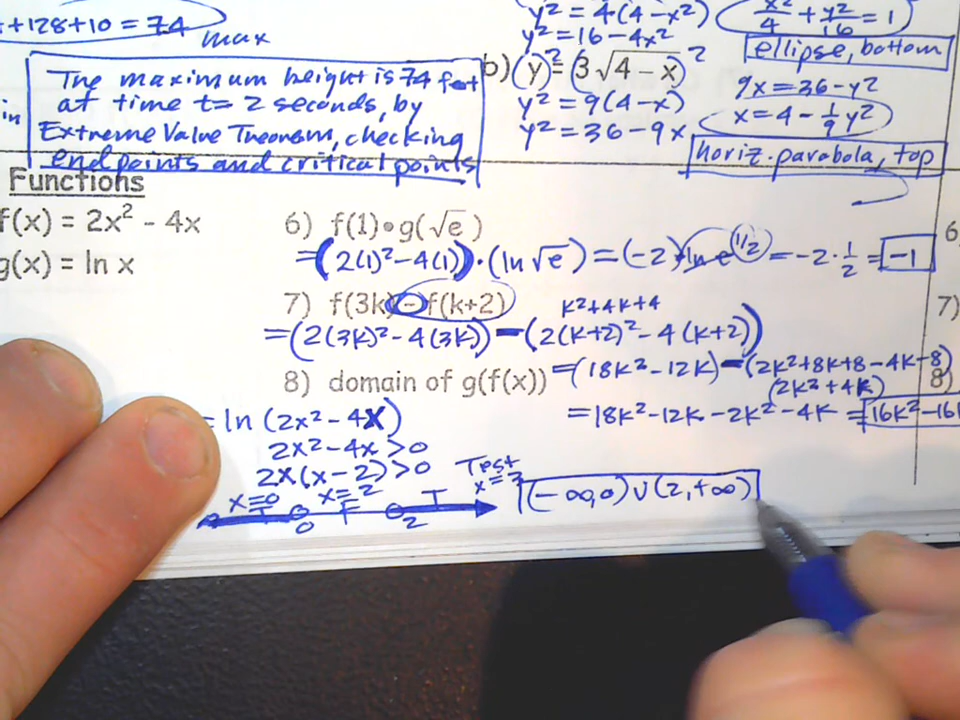 +128+10 = 74 max
The maximum height is 74 feet
at time t = 2 seconds, by
in
Extreme Value Theorem, checking
endpoints and critical points
y² = 4(4-x²)
x²/4 + y²/16 = 1
y² = 16-4x²
ellipse, bottom
b) (y)² = (3√4-x)²
y² = 9(4-x)
y² = 36-9x
9x = 36-y²
x = 4 - 1/9 y²
horiz. parabola, top
Functions
f(x) = 2x² - 4x
g(x) = ln x
6) f(1)•g(√e)
= (2(1)²-4(1))·(ln√e) = (-2) ln e^(1/2) = -2·1/2 = -1
7) f(3k) - f(k+2)
k²+4k+4
= (2(3k)²-4(3k)) - (2(k+2)²-4(k+2))
= (18k²-12k) - (2k²+8k+8-4k-8)
(2k²+4k)
= 18k²-12k-2k²-4k = 16k²-16k
8) domain of g(f(x))
= ln (2x²-4x)
2x²-4x>0
2x(x-2)>0
Test
0
F
2
T
(-∞,0)∪(2,+∞)
6
7)
8)